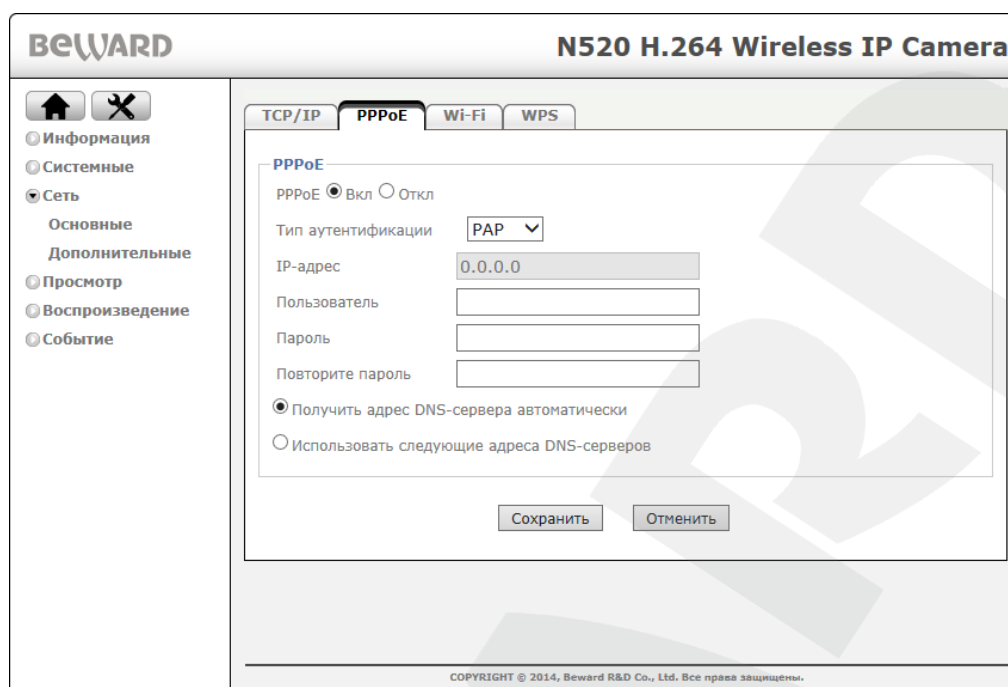 BEWARD
N520 H.264 Wireless IP Camera
Информация
Системные
Сеть
Основные
Дополнительные
Просмотр
Воспроизведение
Событие
TCP/IP PPPoE Wi-Fi WPS
PPPoE
PPPoE Вкл Откл
Тип аутентификации PAP
IP-адрес 0.0.0.0
Пользователь
Пароль
Повторите пароль
Получить адрес DNS-сервера автоматически
Использовать следующие адреса DNS-серверов
Сохранить Отменить
COPYRIGHT © 2014, Beward R&D Co., Ltd. Все права защищены.